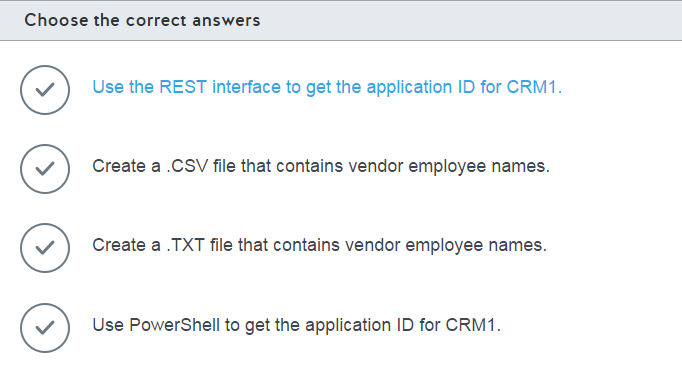 Choose the correct answers
Use the REST interface to get the application ID for CRM1.
Create a .CSV file that contains vendor employee names.
Create a .TXT file that contains vendor employee names.
Use PowerShell to get the application ID for CRM1.